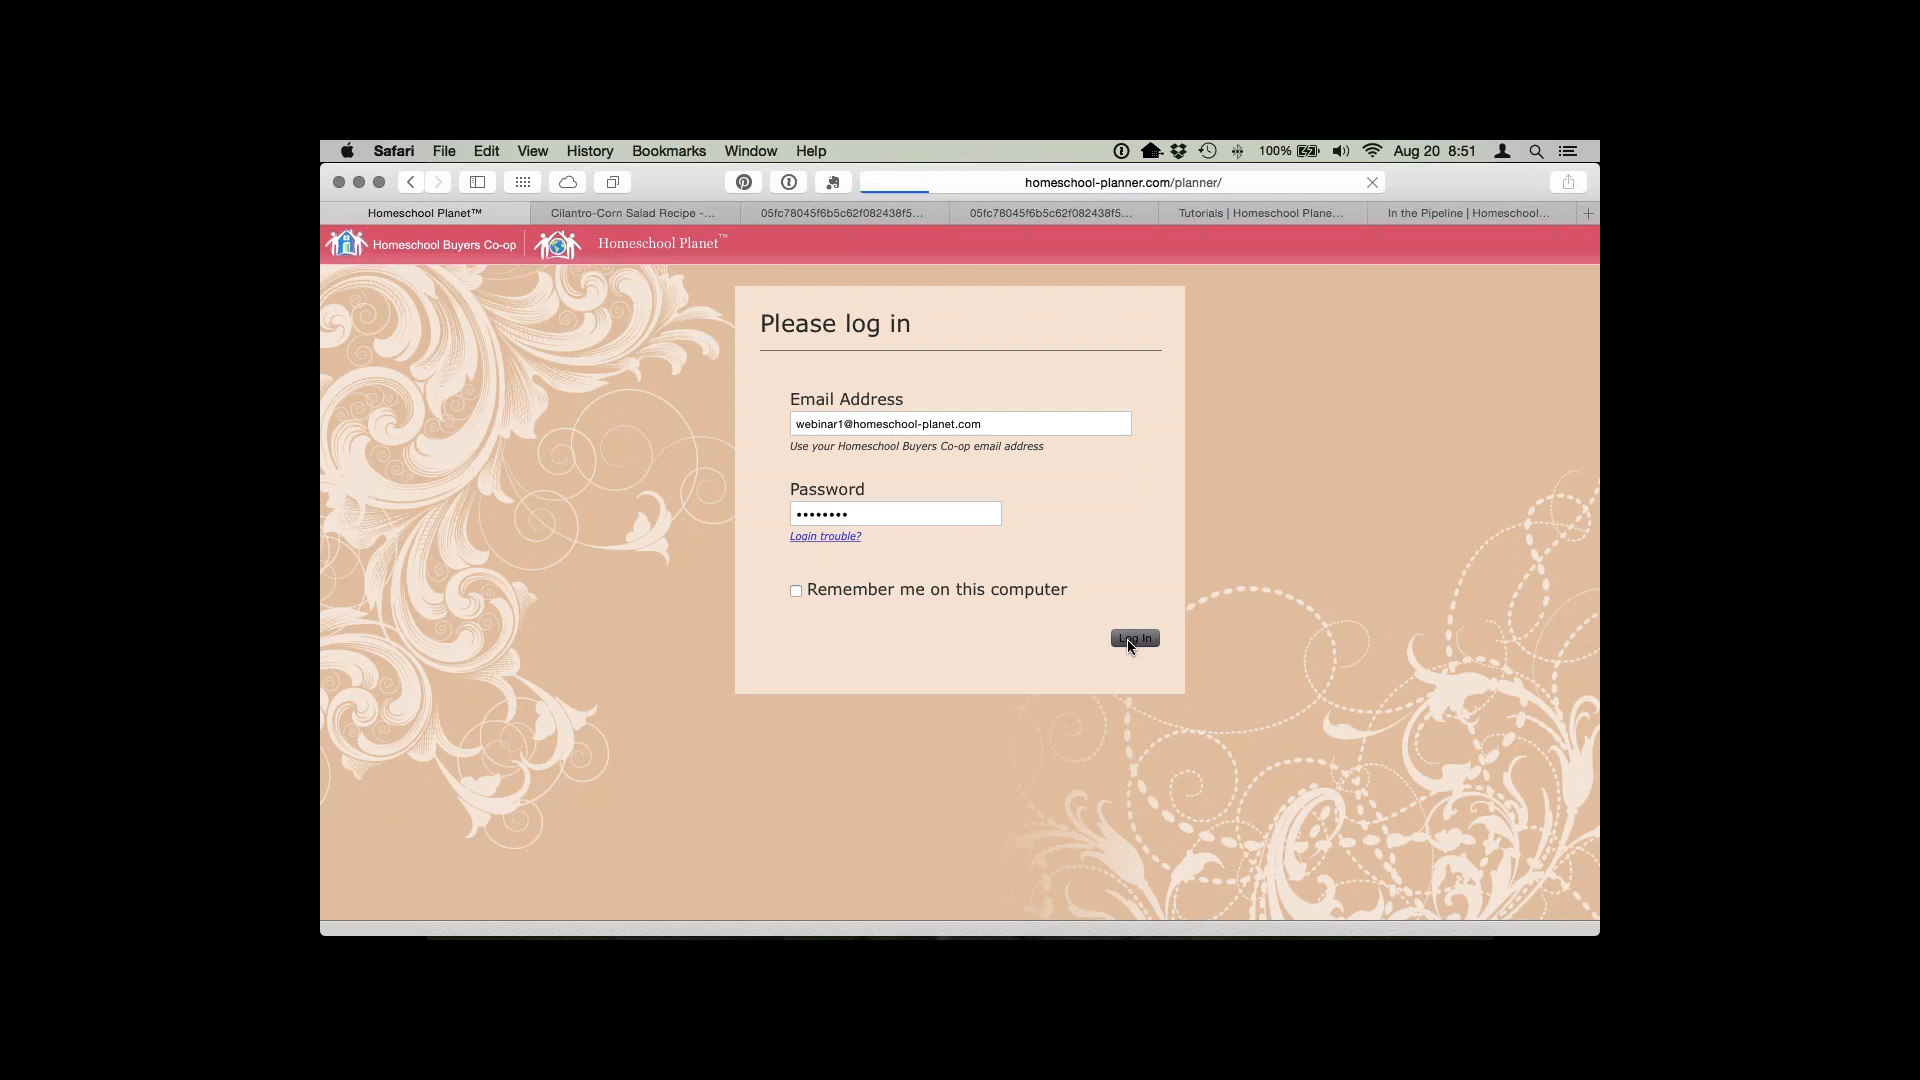 Safari File Edit View History Bookmarks Window Help 100% Aug 20 8:51
homeschool-planner.com/planner/
Homeschool Planet™ Cilantro-Corn Salad Recipe -... 05fc78045f6b5c62f082438f5... 05fc78045f6b5c62f082438f5... Tutorials | Homeschool Plane... In the Pipeline | Homeschool...
Homeschool Buyers Co-op Homeschool Planet™
Please log in
Email Address
webinar1@homeschool-planet.com
Use your Homeschool Buyers Co-op email address
Password
Login trouble?
Remember me on this computer
Log In